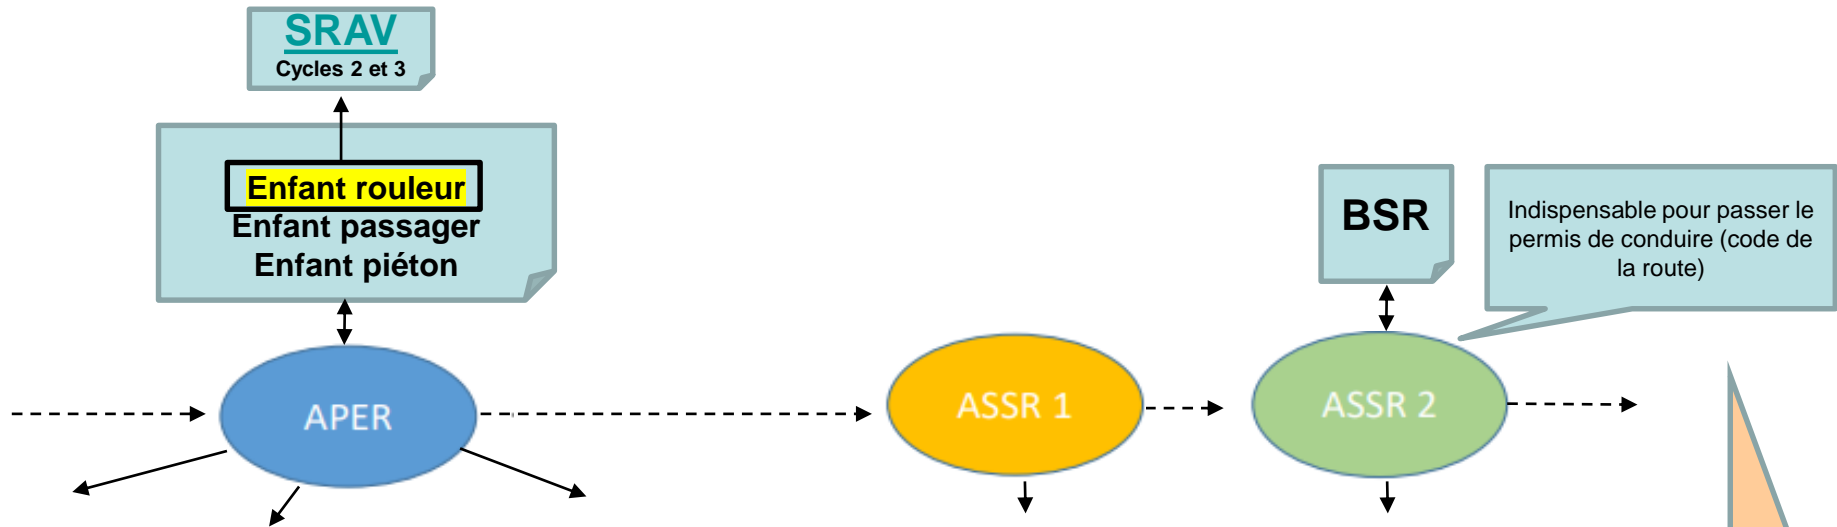 SRAV
Cycles 2 et 3
Enfant rouleur
Enfant passager
Enfant piéton
BSR
Indispensable pour passer le
permis de conduire (code de
la route)
APER
ASSR 1
ASSR 2